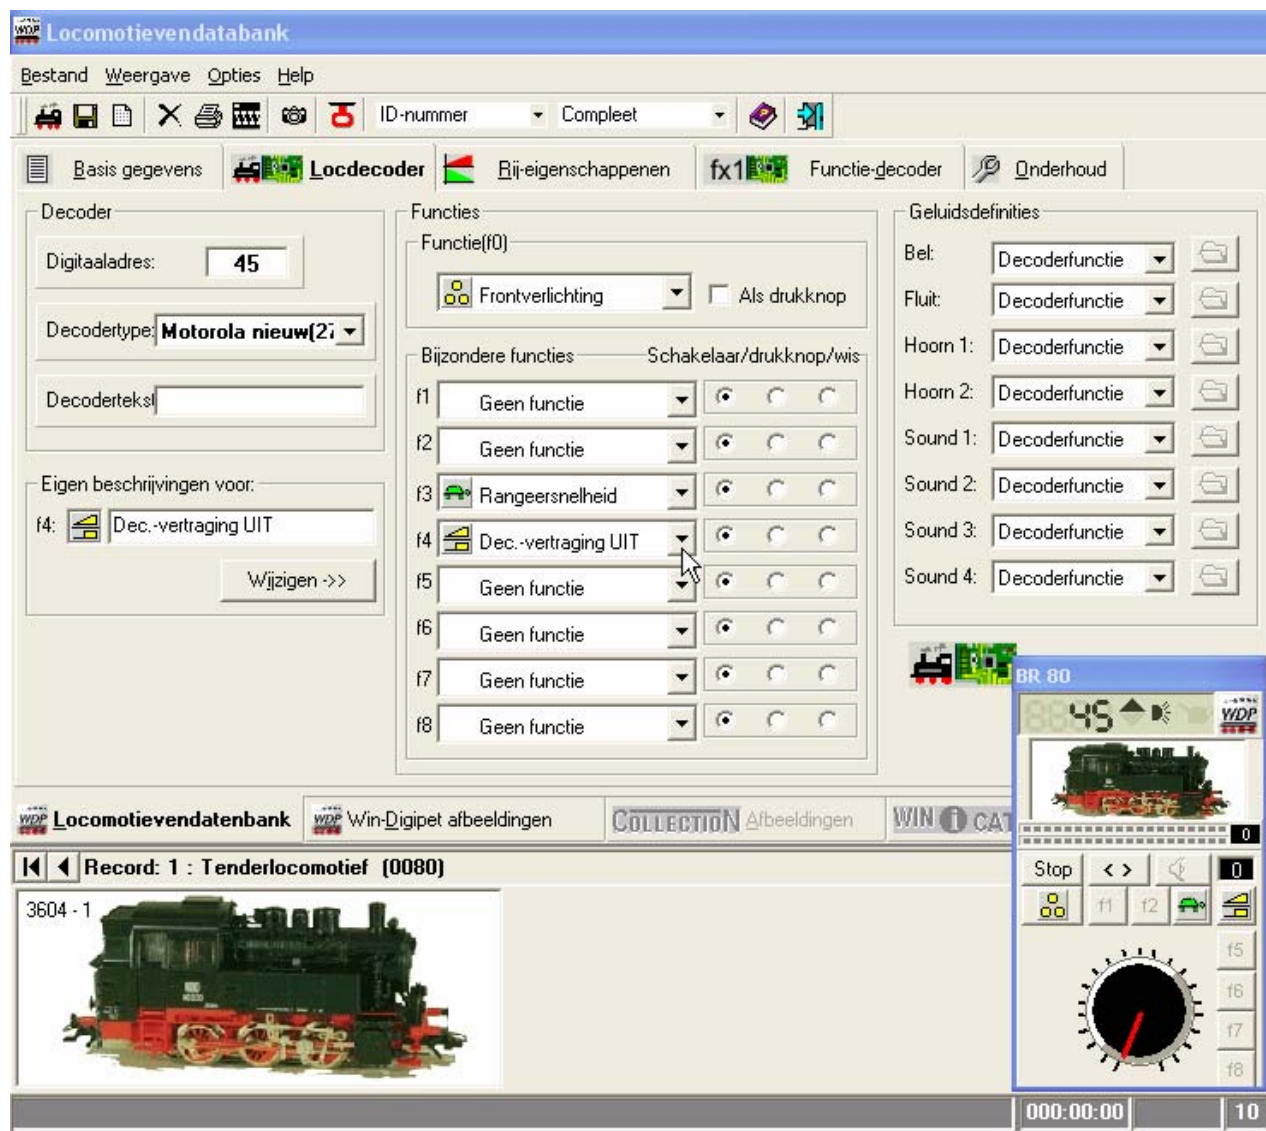 WDP Locomotievendatabank
Bestand Weergave Opties Help
ID-nummer Compleet
Basis gegevens Locdecoder Rij-eigenschappenen fx1 Functie-decoder Onderhoud
Decoder
Digitaaladres: 45
Decodertype: Motorola nieuw(27
Decodertekst
Eigen beschrijvingen voor:
f4: Dec.-vertraging UIT
Wijzigen ->>
Functies
Functie(f0)
Frontverlichting Als drukknop
Bijzondere functies Schakelaar/drukknop/wis
f1 Geen functie
f2 Geen functie
f3 Rangeersnelheid
f4 Dec.-vertraging UIT
f5 Geen functie
f6 Geen functie
f7 Geen functie
f8 Geen functie
Geluidsdefinities
Bel: Decoderfunctie
Fluit: Decoderfunctie
Hoorn 1: Decoderfunctie
Hoorn 2: Decoderfunctie
Sound 1: Decoderfunctie
Sound 2: Decoderfunctie
Sound 3: Decoderfunctie
Sound 4: Decoderfunctie
WDP Locomotievendatenbank WDP Win-Digipet afbeeldingen COLLECTION Afbeeldingen WIN CAT
Record: 1 : Tenderlocomotief (0080)
3604 - 1
BR 80
45 WDP
0
Stop < > 0
f1 f2
f5
f6
f7
f8
000:00:00 10